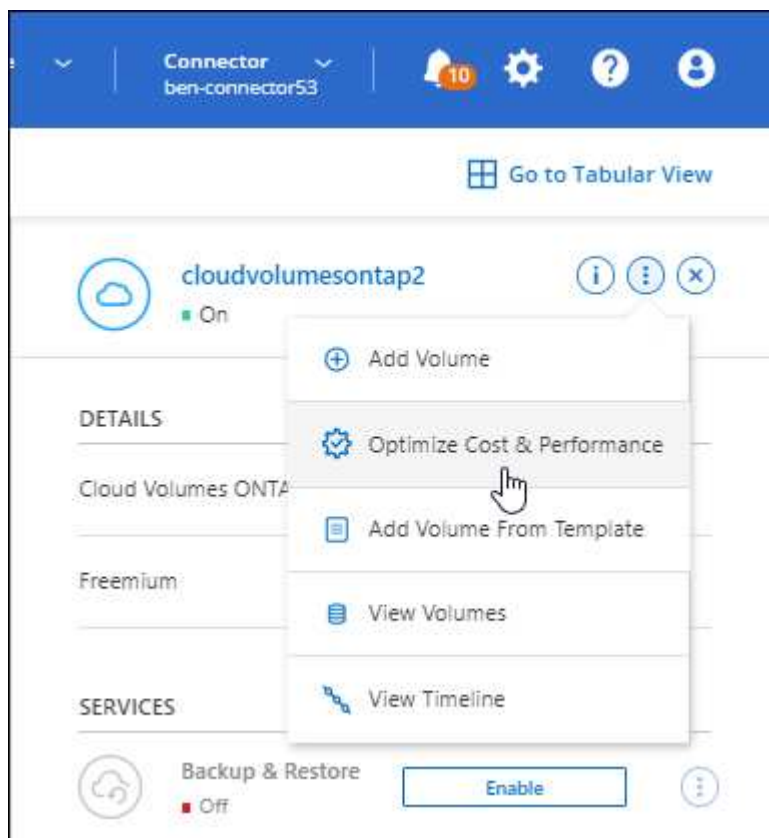 Connector
ben-connector53
10
Go to Tabular View
cloudvolumesontap2
On
Add Volume
DETAILS
Optimize Cost & Performance
Cloud Volumes ONTA
Add Volume From Template
Freemium
View Volumes
View Timeline
SERVICES
Backup & Restore
Enable
Off